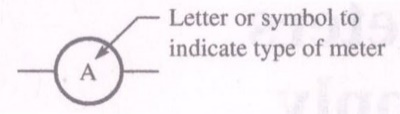 Letter or symbol to
indicate type of meter
A